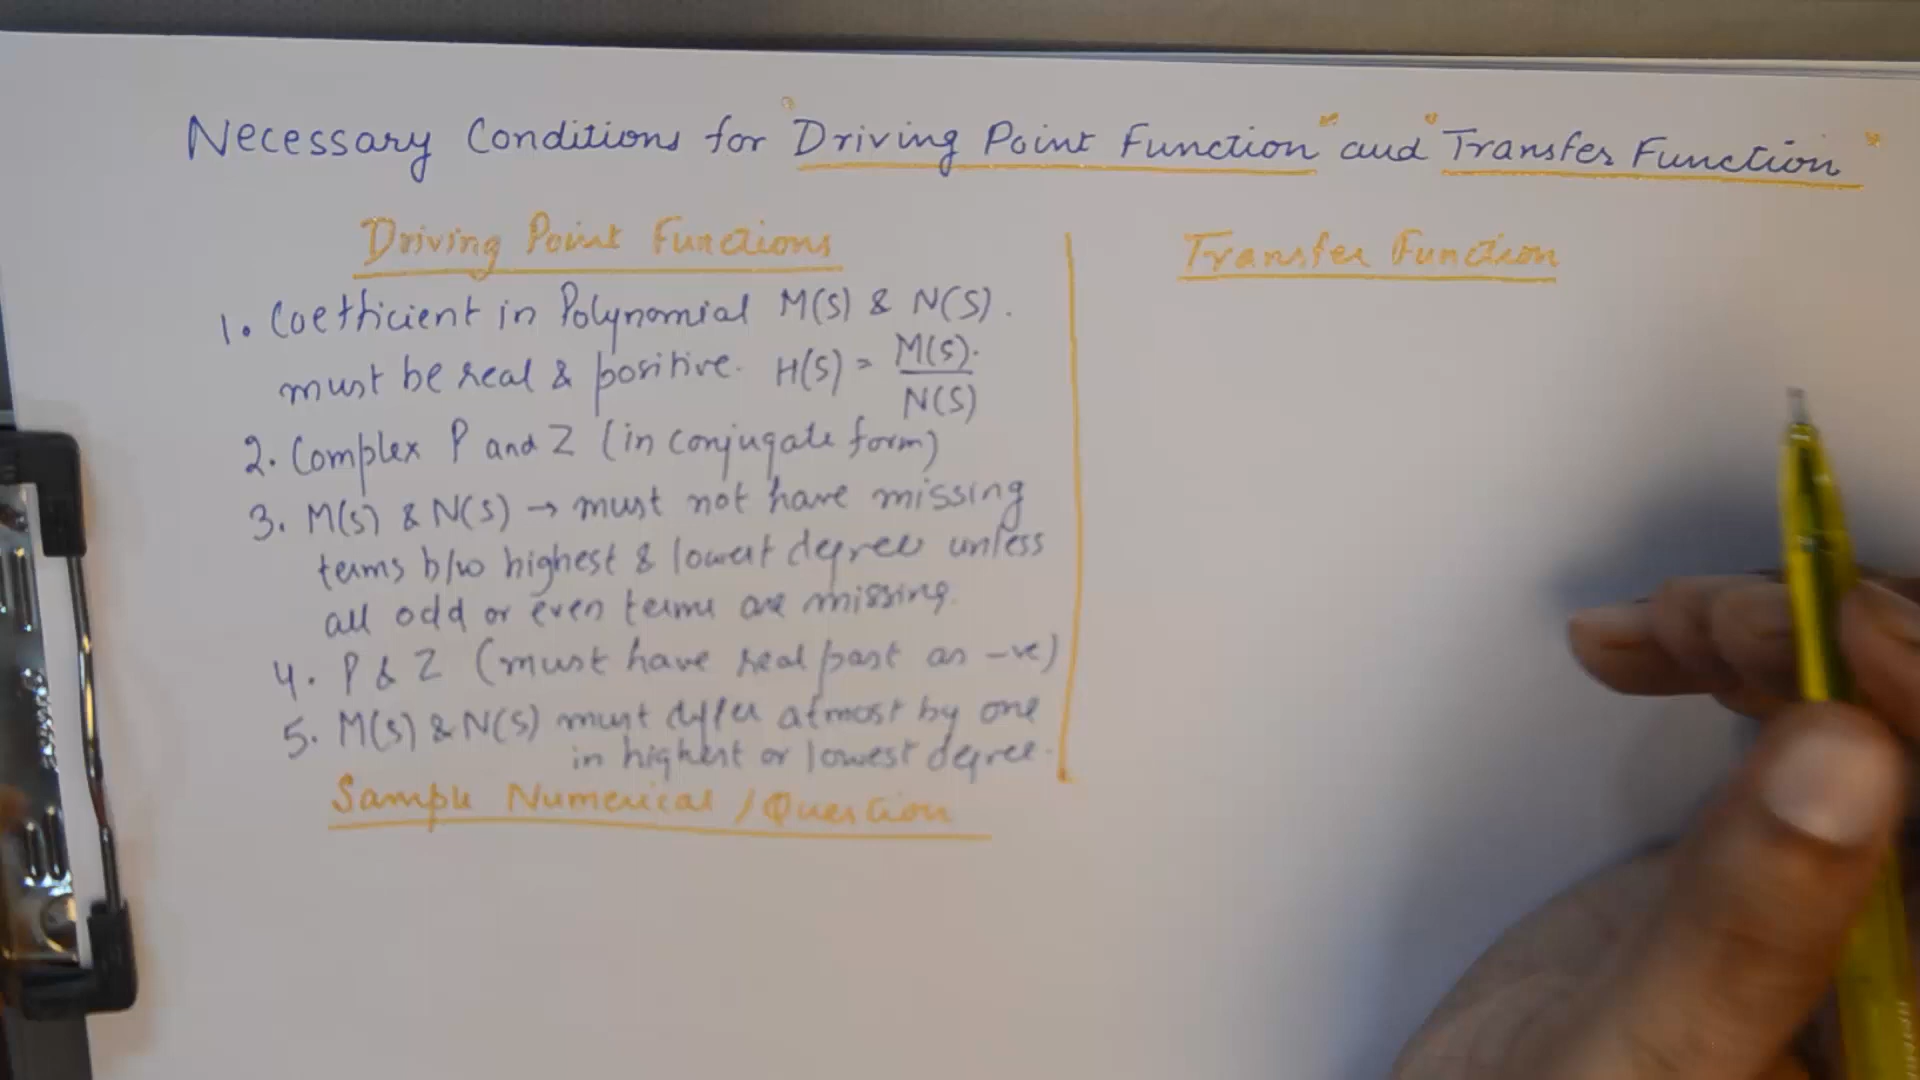 Necessary Conditions for "Driving Point Function" and "Transfer Function"
Driving Point Functions
1. Coefficient in Polynomial M(s) & N(s).
must be real & positive. H(s) = M(s)/N(s)
2. Complex P and Z (in conjugate form)
3. M(s) & N(s) → must not have missing
terms b/w highest & lowest degree unless
all odd or even terms are missing.
4. P & Z (must have real part as -ve)
5. M(s) & N(s) must differ atmost by one
in highest or lowest degree.
Sample Numerical / Question
Transfer Function